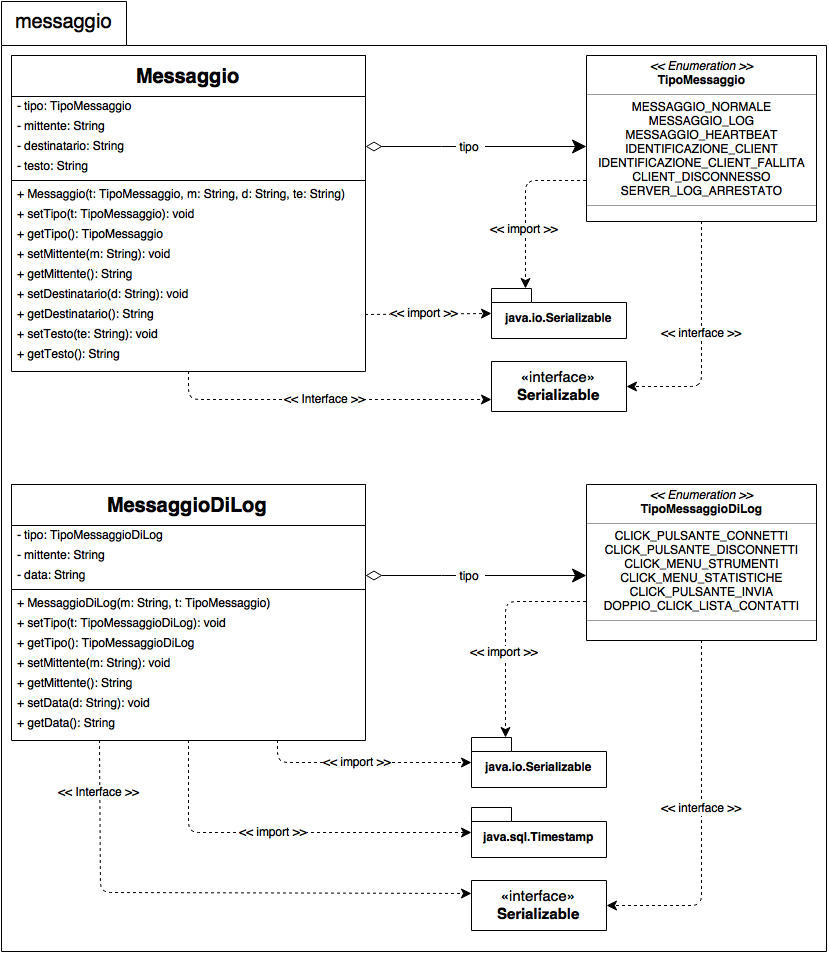 messaggio
Messaggio
- tipo: TipoMessaggio
- mittente: String
- destinatario: String
- testo: String
+ Messaggio(t: TipoMessaggio, m: String, d: String, te: String)
+ setTipo(t: TipoMessaggio): void
+ getTipo(): TipoMessaggio
+ setMittente(m: String): void
+ getMittente(): String
+ setDestinatario(d: String): void
+ getDestinatario(): String
+ setTesto(te: String): void
+ getTesto(): String
tipo
<< Enumeration >>
TipoMessaggio
MESSAGGIO_NORMALE
MESSAGGIO_LOG
MESSAGGIO_HEARTBEAT
IDENTIFICAZIONE_CLIENT
IDENTIFICAZIONE_CLIENT_FALLITA
CLIENT_DISCONNESSO
SERVER_LOG_ARRESTATO
<< import >>
<< import >>
java.io.Serializable
<< interface >>
«interface»
Serializable
<< Interface >>
MessaggioDiLog
- tipo: TipoMessaggioDiLog
- mittente: String
- data: String
+ MessaggioDiLog(m: String, t: TipoMessaggio)
+ setTipo(t: TipoMessaggioDiLog): void
+ getTipo(): TipoMessaggioDiLog
+ setMittente(m: String): void
+ getMittente(): String
+ setData(d: String): void
+ getData(): String
tipo
<< Enumeration >>
TipoMessaggioDiLog
CLICK_PULSANTE_CONNETTI
CLICK_PULSANTE_DISCONNETTI
CLICK_MENU_STRUMENTI
CLICK_MENU_STATISTICHE
CLICK_PULSANTE_INVIA
DOPPIO_CLICK_LISTA_CONTATTI
<< import >>
<< import >>
java.io.Serializable
<< Interface >>
<< interface >>
<< import >>
java.sql.Timestamp
«interface»
Serializable